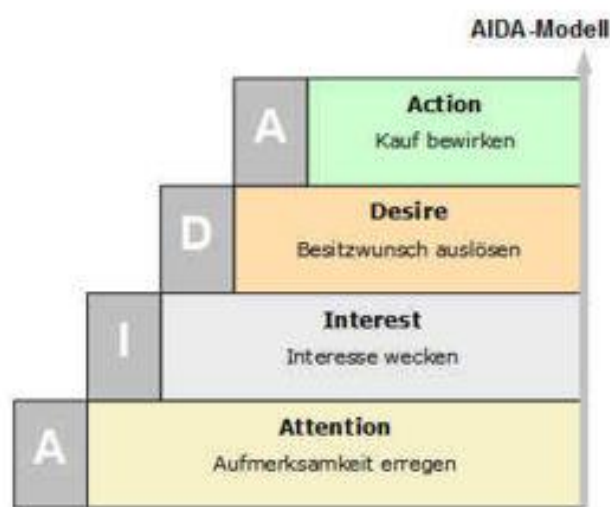 AIDA-Modell
A
Action
Kauf bewirken
D
Desire
Besitzwunsch auslösen
I
Interest
Interesse wecken
A
Attention
Aufmerksamkeit erregen